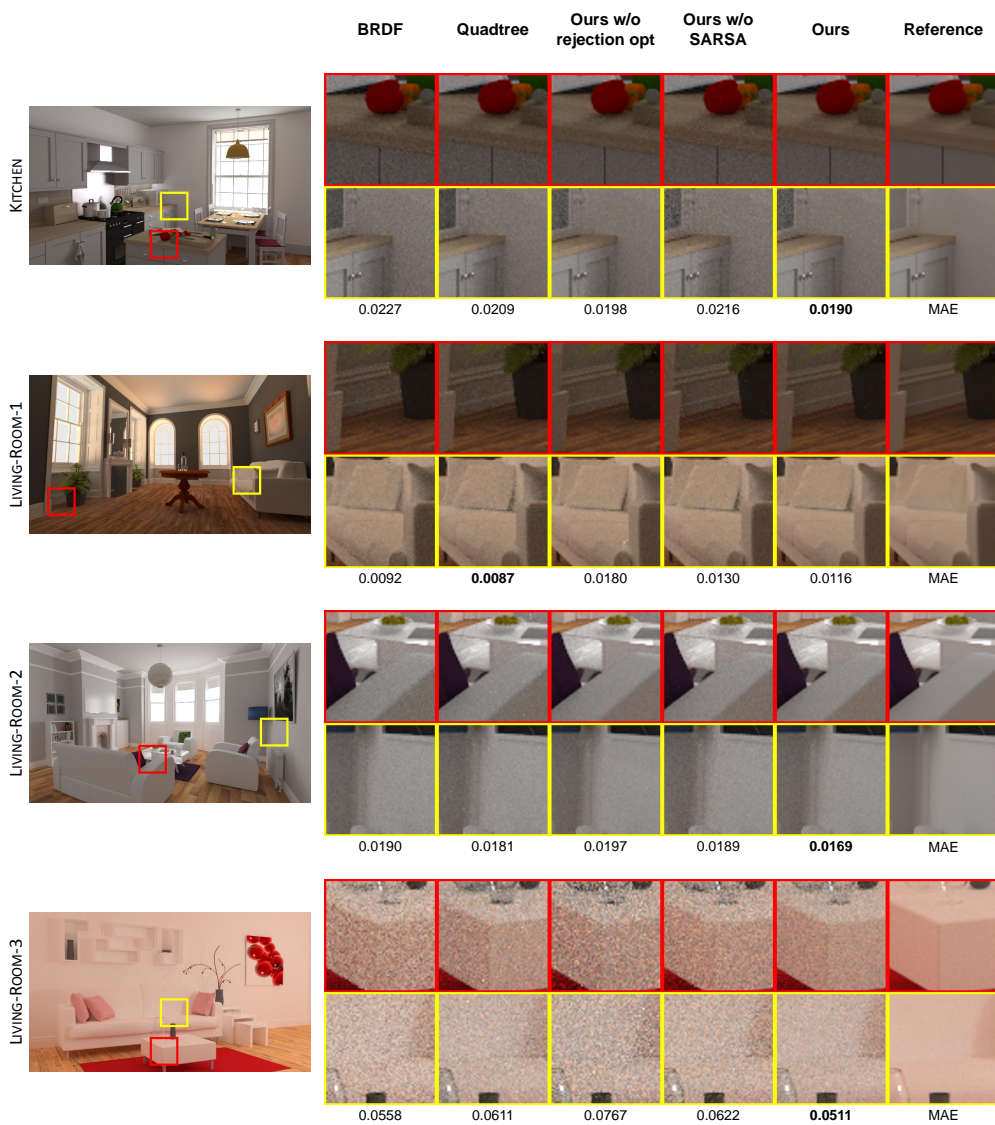 BRDF Quadtree Ours w/o rejection opt Ours w/o SARSA Ours Reference
KITCHEN
0.0227 0.0209 0.0198 0.0216 0.0190 MAE
LIVING-ROOM-1
0.0092 0.0087 0.0180 0.0130 0.0116 MAE
LIVING-ROOM-2
0.0190 0.0181 0.0197 0.0189 0.0169 MAE
LIVING-ROOM-3
0.0558 0.0611 0.0767 0.0622 0.0511 MAE